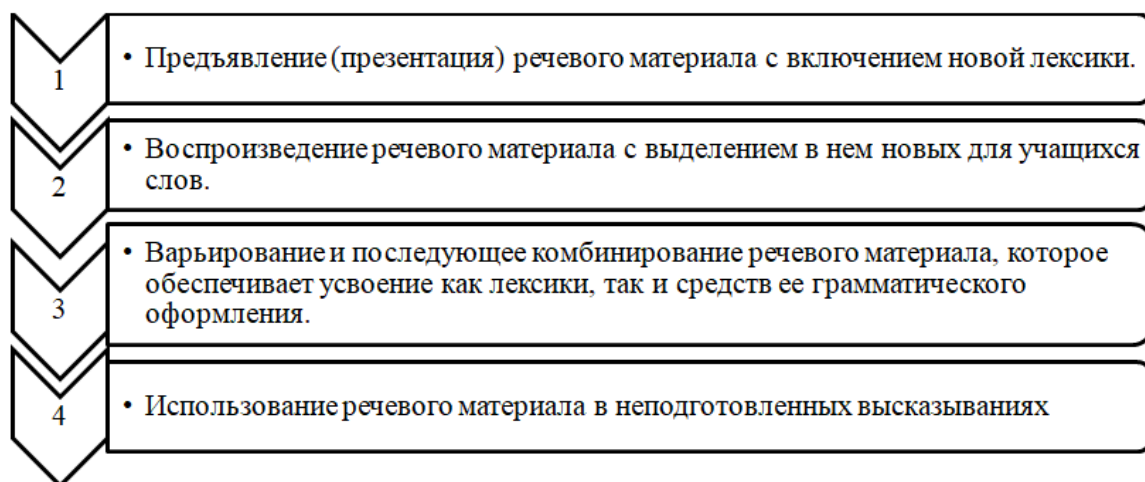 1
• Предъявление (презентация) речевого материала с включением новой лексики.
2
• Воспроизведение речевого материала с выделением в нем новых для учащихся
слов.
3
• Варьирование и последующее комбинирование речевого материала, которое
обеспечивает усвоение как лексики, так и средств ее грамматического
оформления.
4
• Использование речевого материала в неподготовленных высказываниях